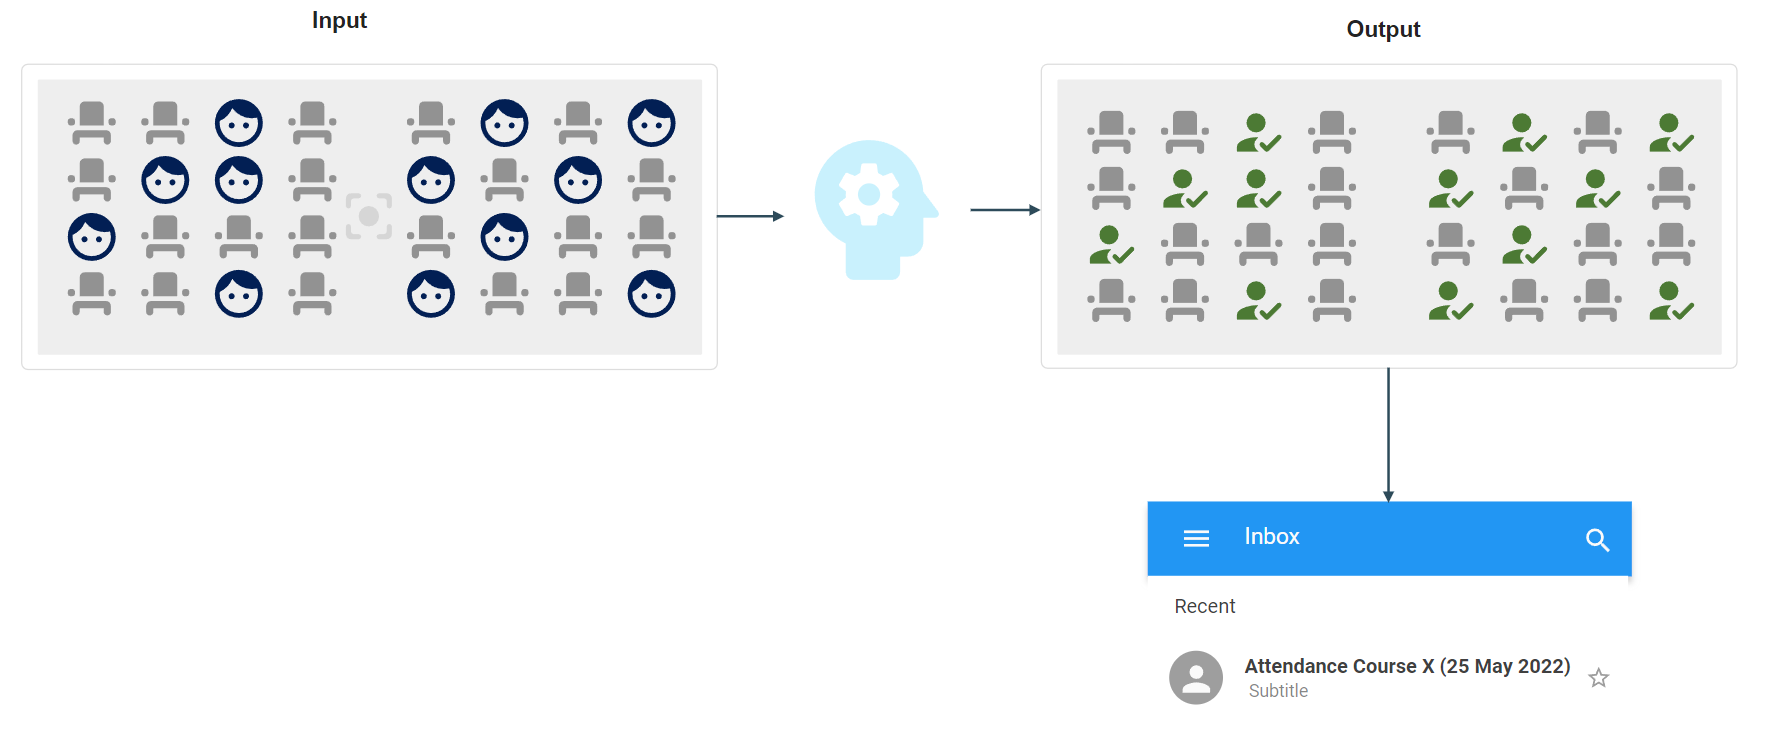 Input
Output
Inbox
Recent
Attendance Course X (25 May 2022)
Subtitle